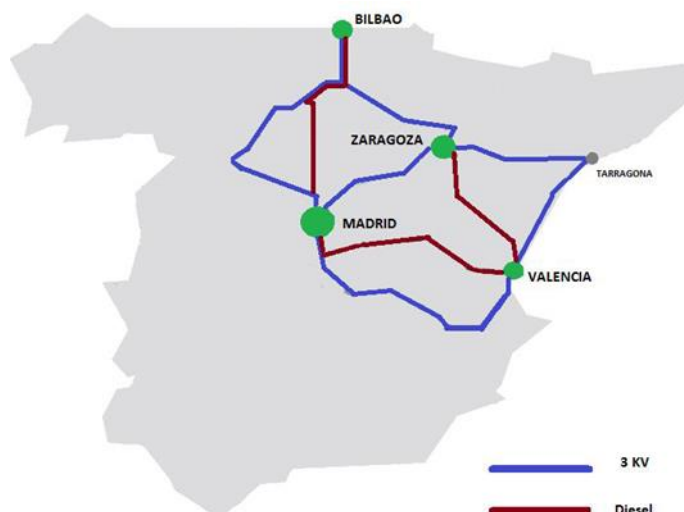 BILBAO
ZARAGOZA
TARRAGONA
MADRID
VALENCIA
3 KV
Diesel